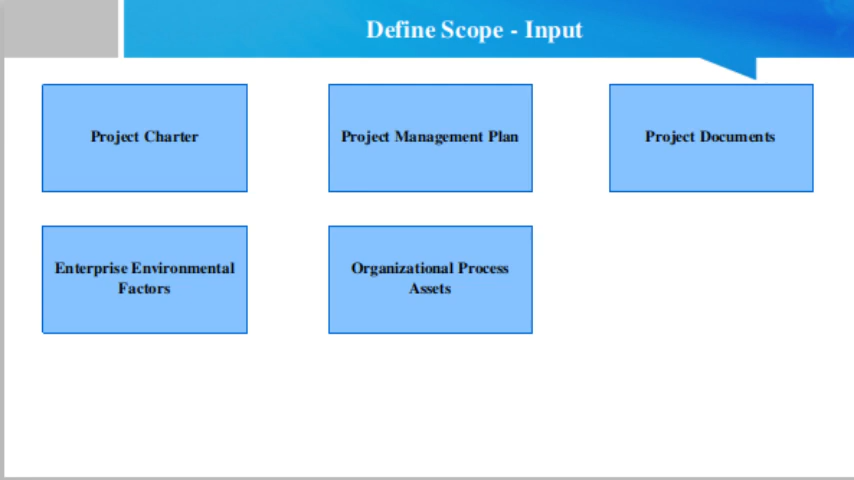 Define Scope - Input
Project Charter
Project Management Plan
Project Documents
Enterprise Environmental
Factors
Organizational Process
Assets